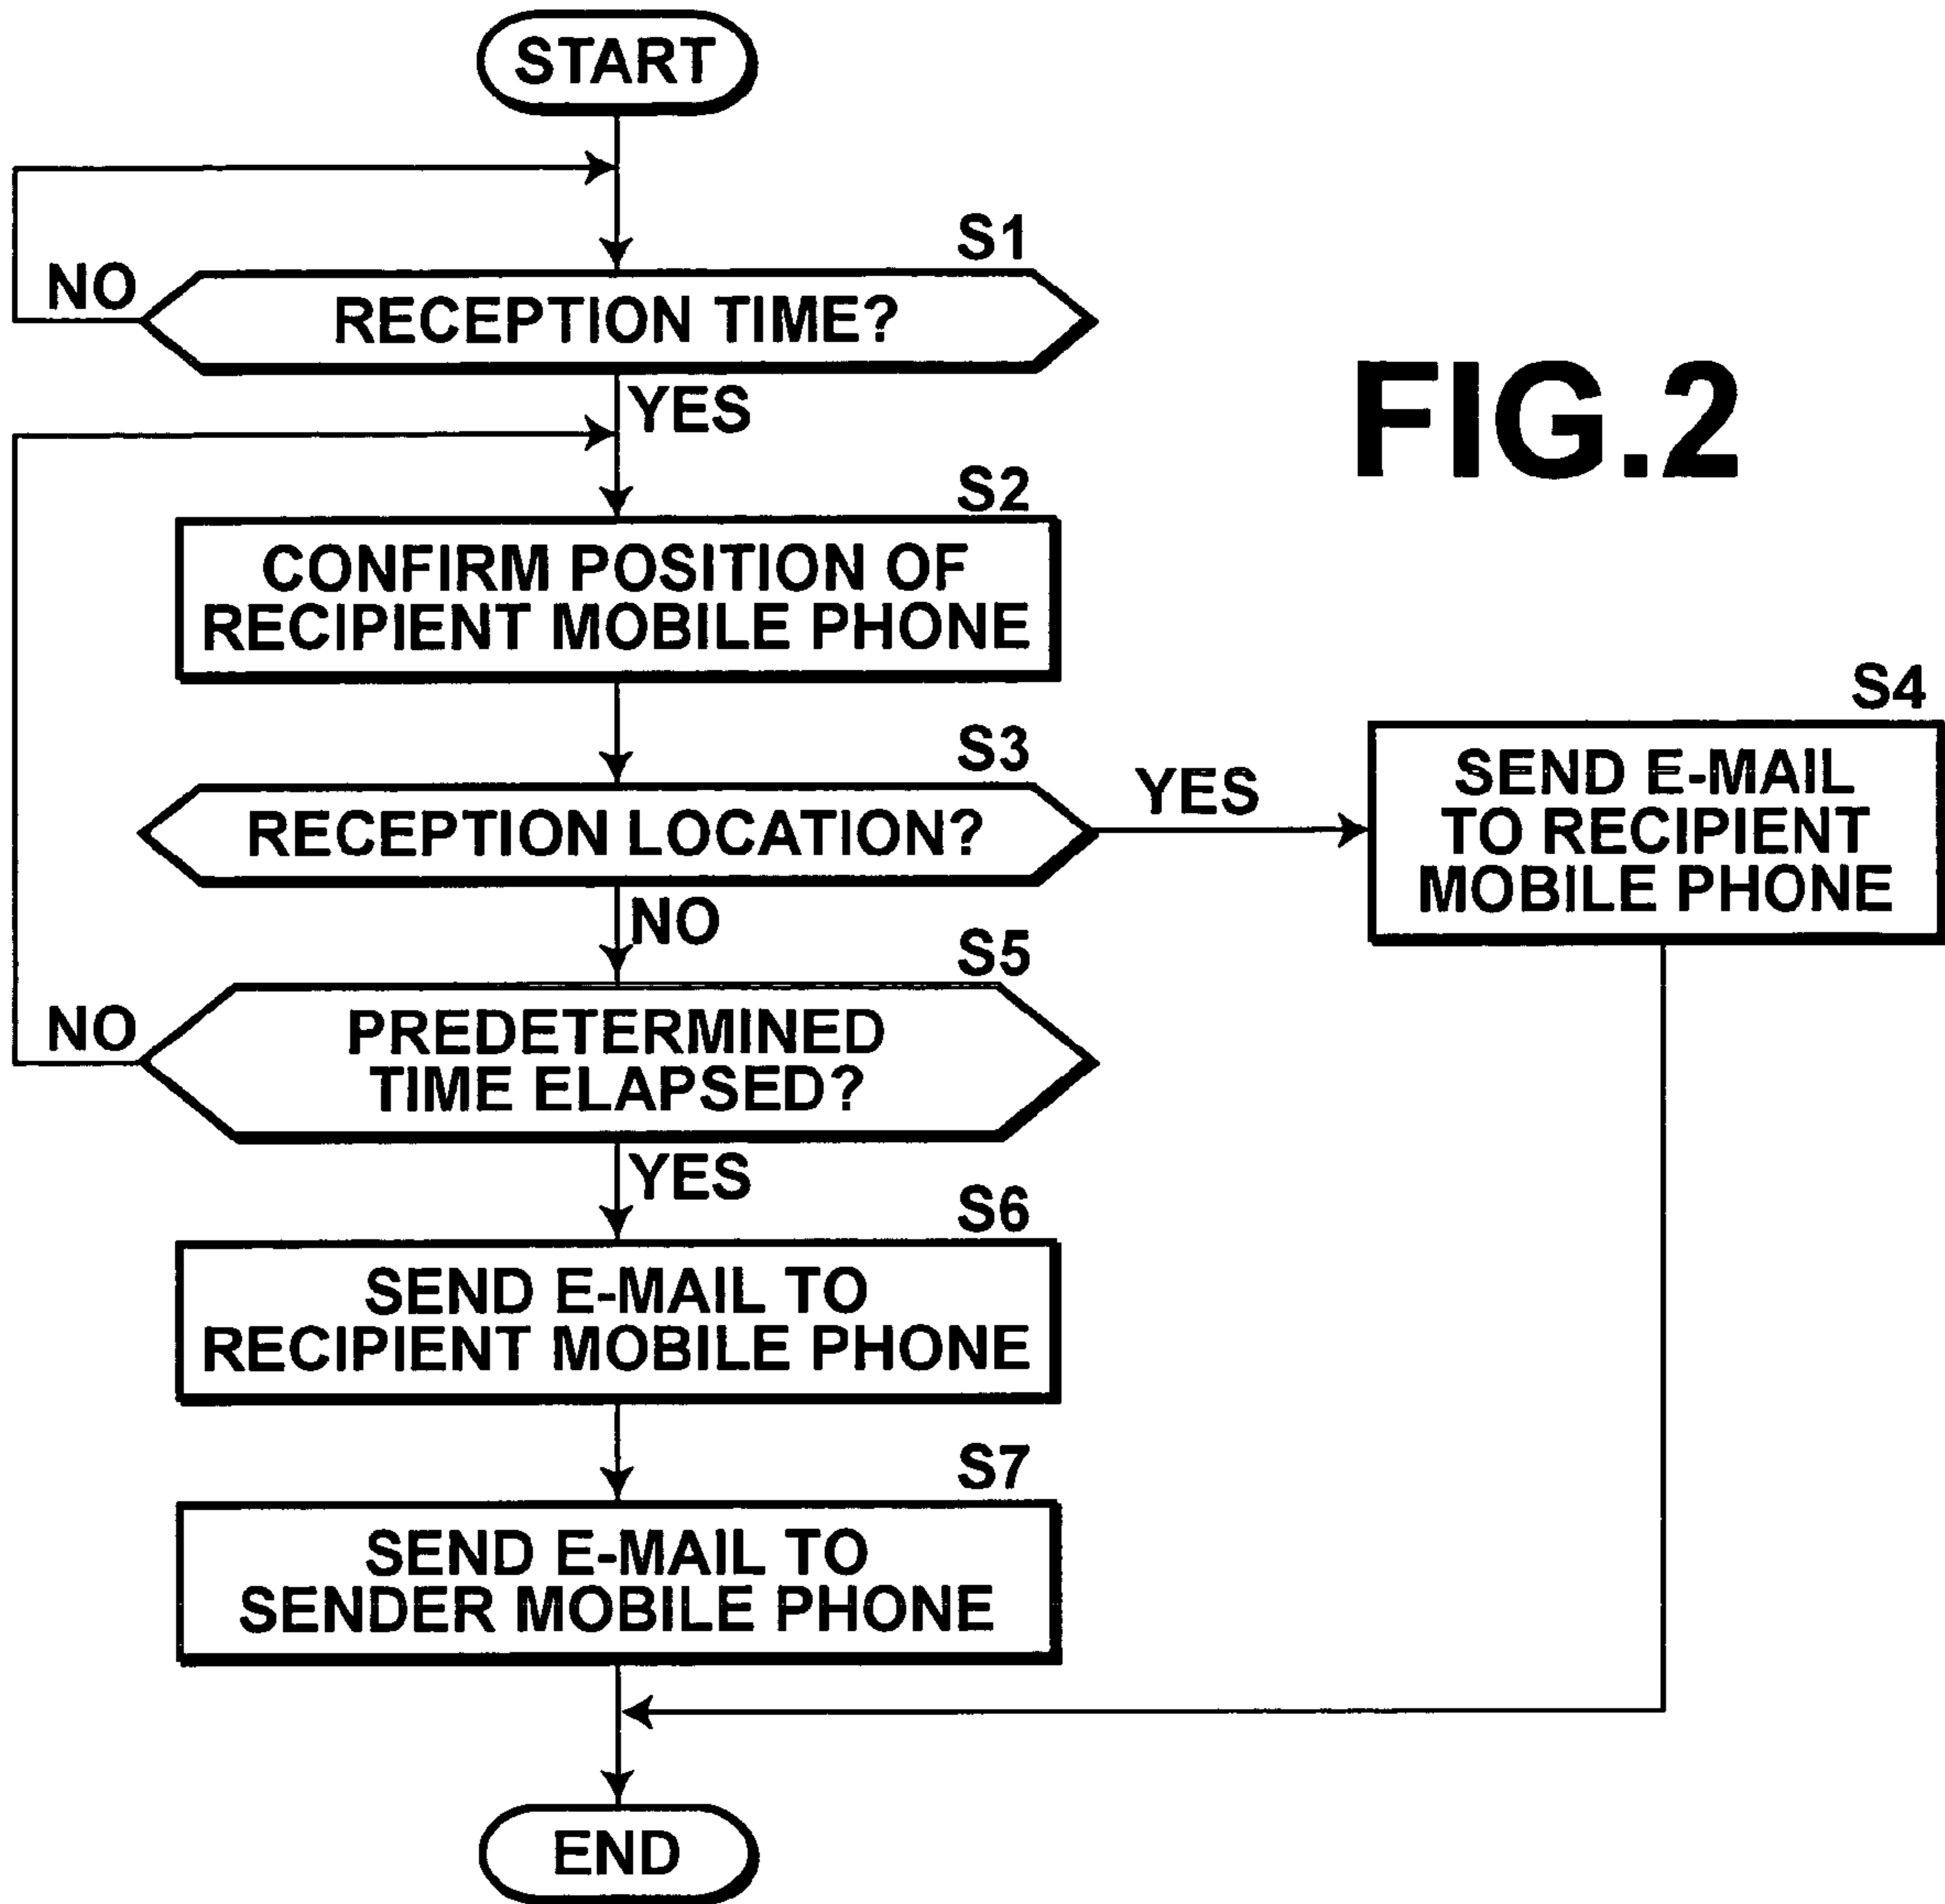 START
S1
NO
RECEPTION TIME?
YES
FIG.2
S2
CONFIRM POSITION OF
RECIPIENT MOBILE PHONE
S3
RECEPTION LOCATION?
YES
S4
SEND E-MAIL
TO RECIPIENT
MOBILE PHONE
NO
S5
NO
PREDETERMINED
TIME ELAPSED?
YES
S6
SEND E-MAIL TO
RECIPIENT MOBILE PHONE
S7
SEND E-MAIL TO
SENDER MOBILE PHONE
END